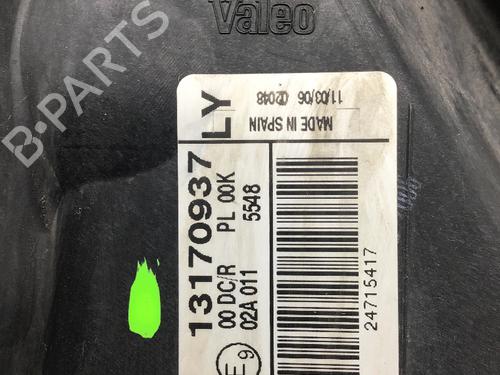 Valeo
B-PARTS
13170937 LY
00 DC/R PL 00K
02A 011 5548
E9
MADE IN SPAIN
11/03/06 02048
24715417